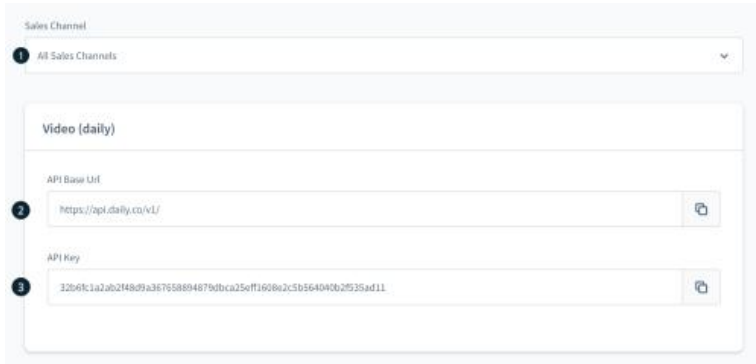 Sales Channel
1 All Sales Channels
Video (daily)
API Base Url
2 https://api.daily.co/v1/
API Key
3